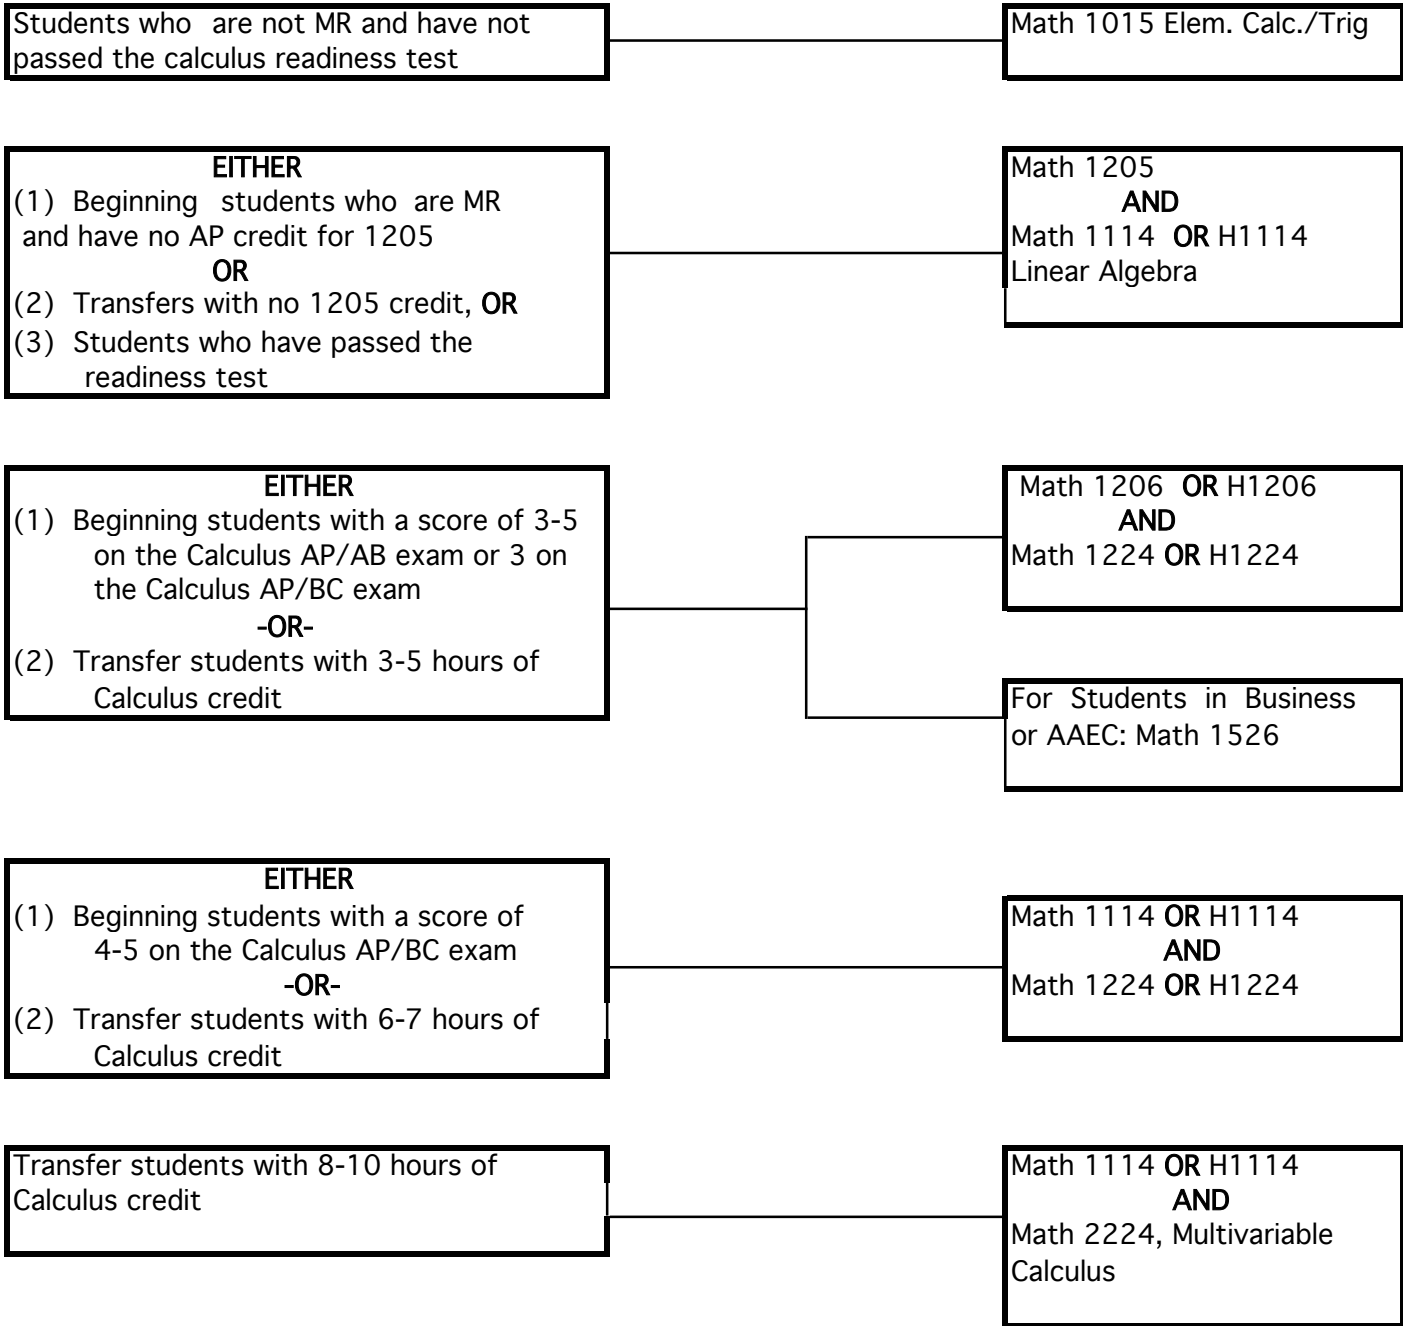 Students who are not MR and have not
passed the calculus readiness test
Math 1015 Elem. Calc./Trig
EITHER
(1) Beginning students who are MR
and have no AP credit for 1205
OR
(2) Transfers with no 1205 credit, OR
(3) Students who have passed the
readiness test
Math 1205
AND
Math 1114 OR H1114
Linear Algebra
EITHER
(1) Beginning students with a score of 3-5
on the Calculus AP/AB exam or 3 on
the Calculus AP/BC exam
-OR-
(2) Transfer students with 3-5 hours of
Calculus credit
Math 1206 OR H1206
AND
Math 1224 OR H1224
For Students in Business
or AAEC: Math 1526
EITHER
(1) Beginning students with a score of
4-5 on the Calculus AP/BC exam
-OR-
(2) Transfer students with 6-7 hours of
Calculus credit
Math 1114 OR H1114
AND
Math 1224 OR H1224
Transfer students with 8-10 hours of
Calculus credit
Math 1114 OR H1114
AND
Math 2224, Multivariable
Calculus